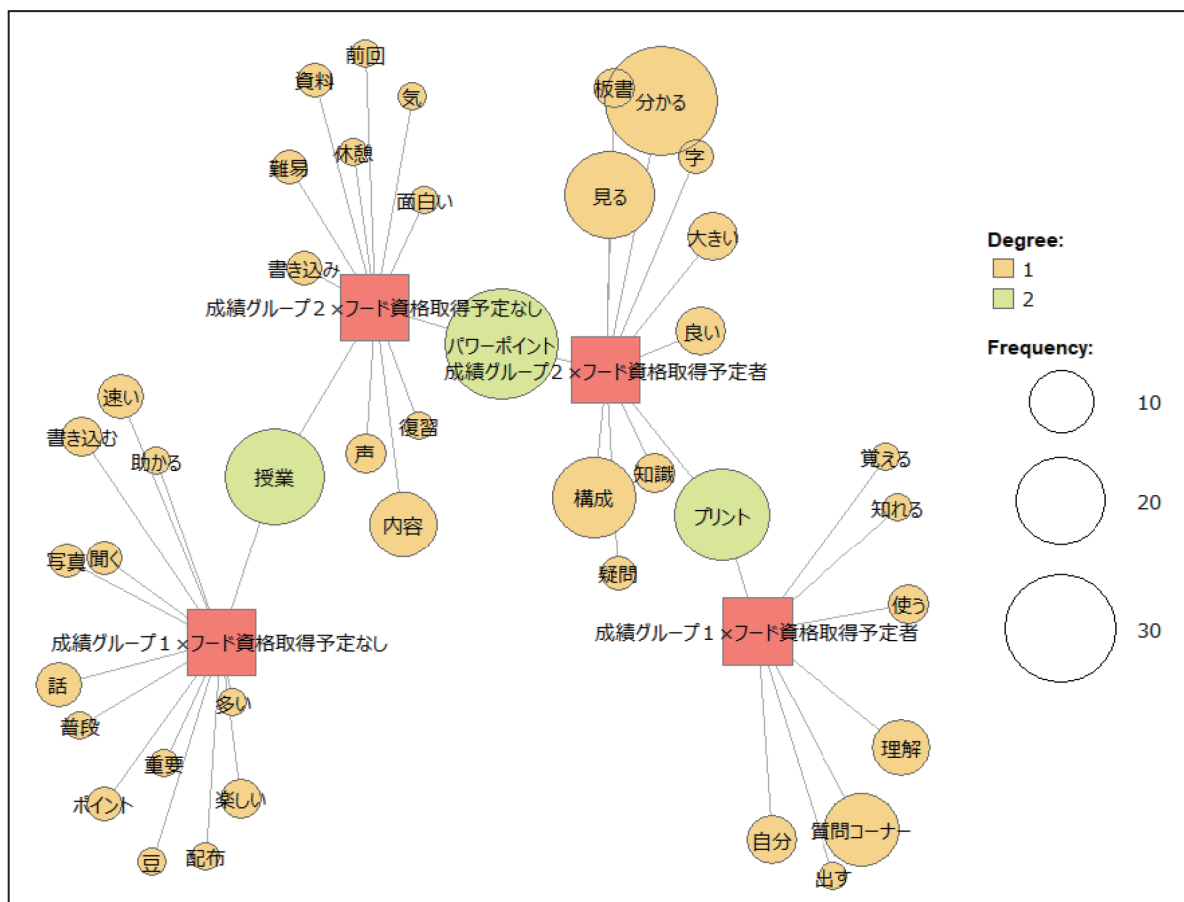 前回
資料
気
難易
休憩
面白い
書き込み
成績グループ2×フード資格取得予定なし
板書
分かる
字
見る
大きい
良い
パワーポイント
成績グループ2×フード資格取得予定者
速い
書き込む
助かる
授業
声
復習
内容
構成
知識
疑問
プリント
覚える
知れる
使う
写真
聞く
成績グループ1×フード資格取得予定なし
成績グループ1×フード資格取得予定者
話
普段
多い
重要
ポイント
楽しい
豆
配布
理解
自分
質問コーナー
出す
Degree:
1
2
Frequency:
10
20
30